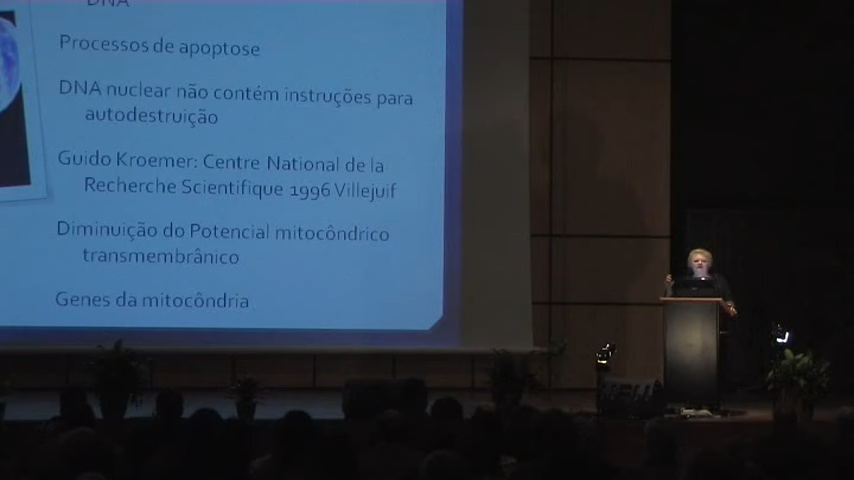 DNA
Processos de apoptose
DNA nuclear não contém instruções para
autodestruição
Guido Kroemer: Centre National de la
Recherche Scientifique 1996 Villejuif
Diminuição do Potencial mitocôndrico
transmembrânico
Genes da mitocôndria